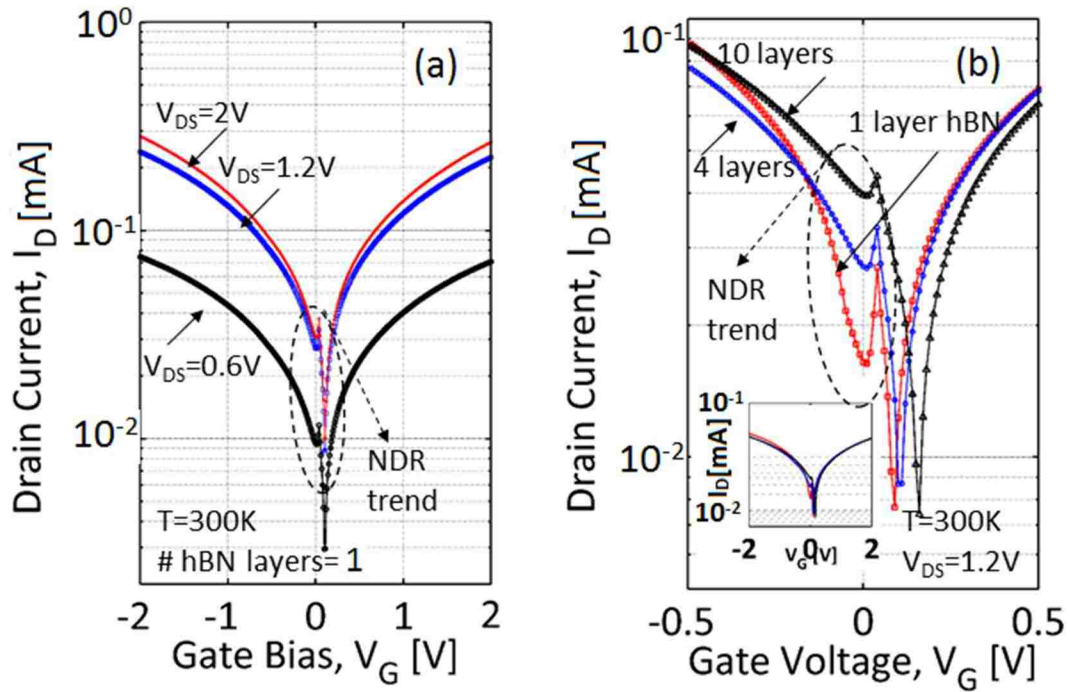 (a)
10⁰
10⁻¹
10⁻²
Drain Current, I_D [mA]
V_DS=2V
V_DS=1.2V
V_DS=0.6V
NDR
trend
T=300K
# hBN layers= 1
-2 -1 0 1 2
Gate Bias, V_G [V]
(b)
10⁻¹
10⁻²
Drain Current, I_D [mA]
10 layers
1 layer hBN
4 layers
NDR
trend
I_D[mA]
10⁻¹
10⁻²
-2 0 2
V_G [V]
T=300K
V_DS=1.2V
-0.5 0 0.5
Gate Voltage, V_G [V]